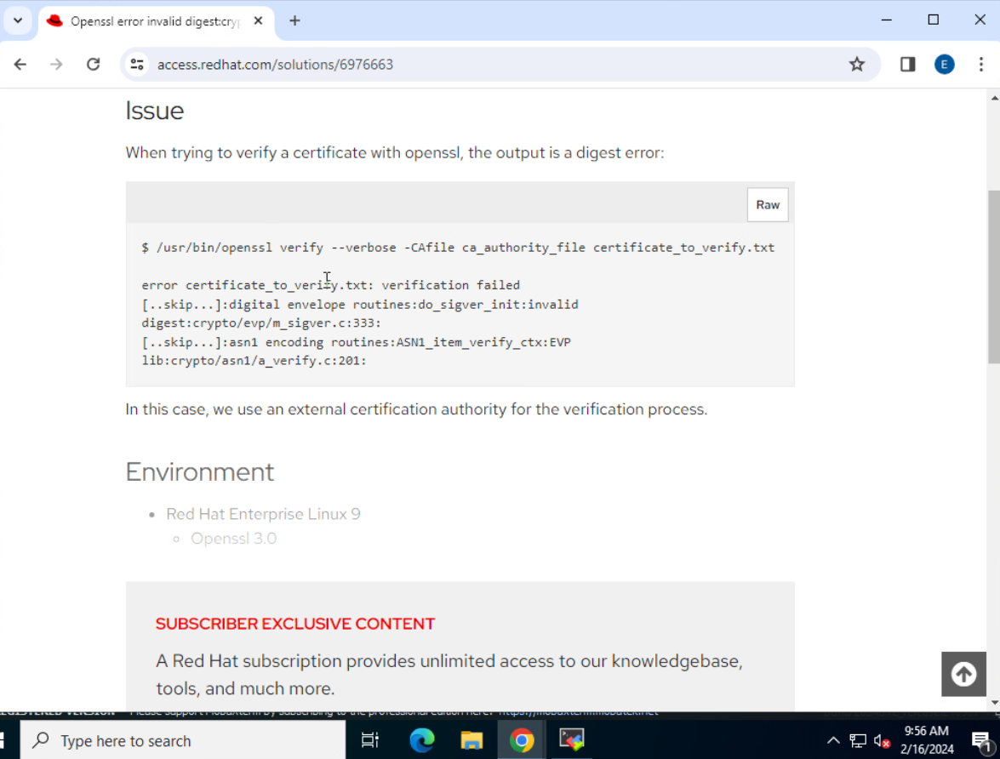 Openssl error invalid digest:cryp
access.redhat.com/solutions/6976663
E
Issue
When trying to verify a certificate with openssl, the output is a digest error:
Raw
$ /usr/bin/openssl verify --verbose -CAfile ca_authority_file certificate_to_verify.txt
error certificate_to_verify.txt: verification failed
[..skip...]:digital envelope routines:do_sigver_init:invalid
digest:crypto/evp/m_sigver.c:333:
[..skip...]:asn1 encoding routines:ASN1_item_verify_ctx:EVP
lib:crypto/asn1/a_verify.c:201:
In this case, we use an external certification authority for the verification process.
Environment
Red Hat Enterprise Linux 9
Openssl 3.0
SUBSCRIBER EXCLUSIVE CONTENT
A Red Hat subscription provides unlimited access to our knowledgebase,
tools, and much more.
Type here to search
9:56 AM
2/16/2024
1